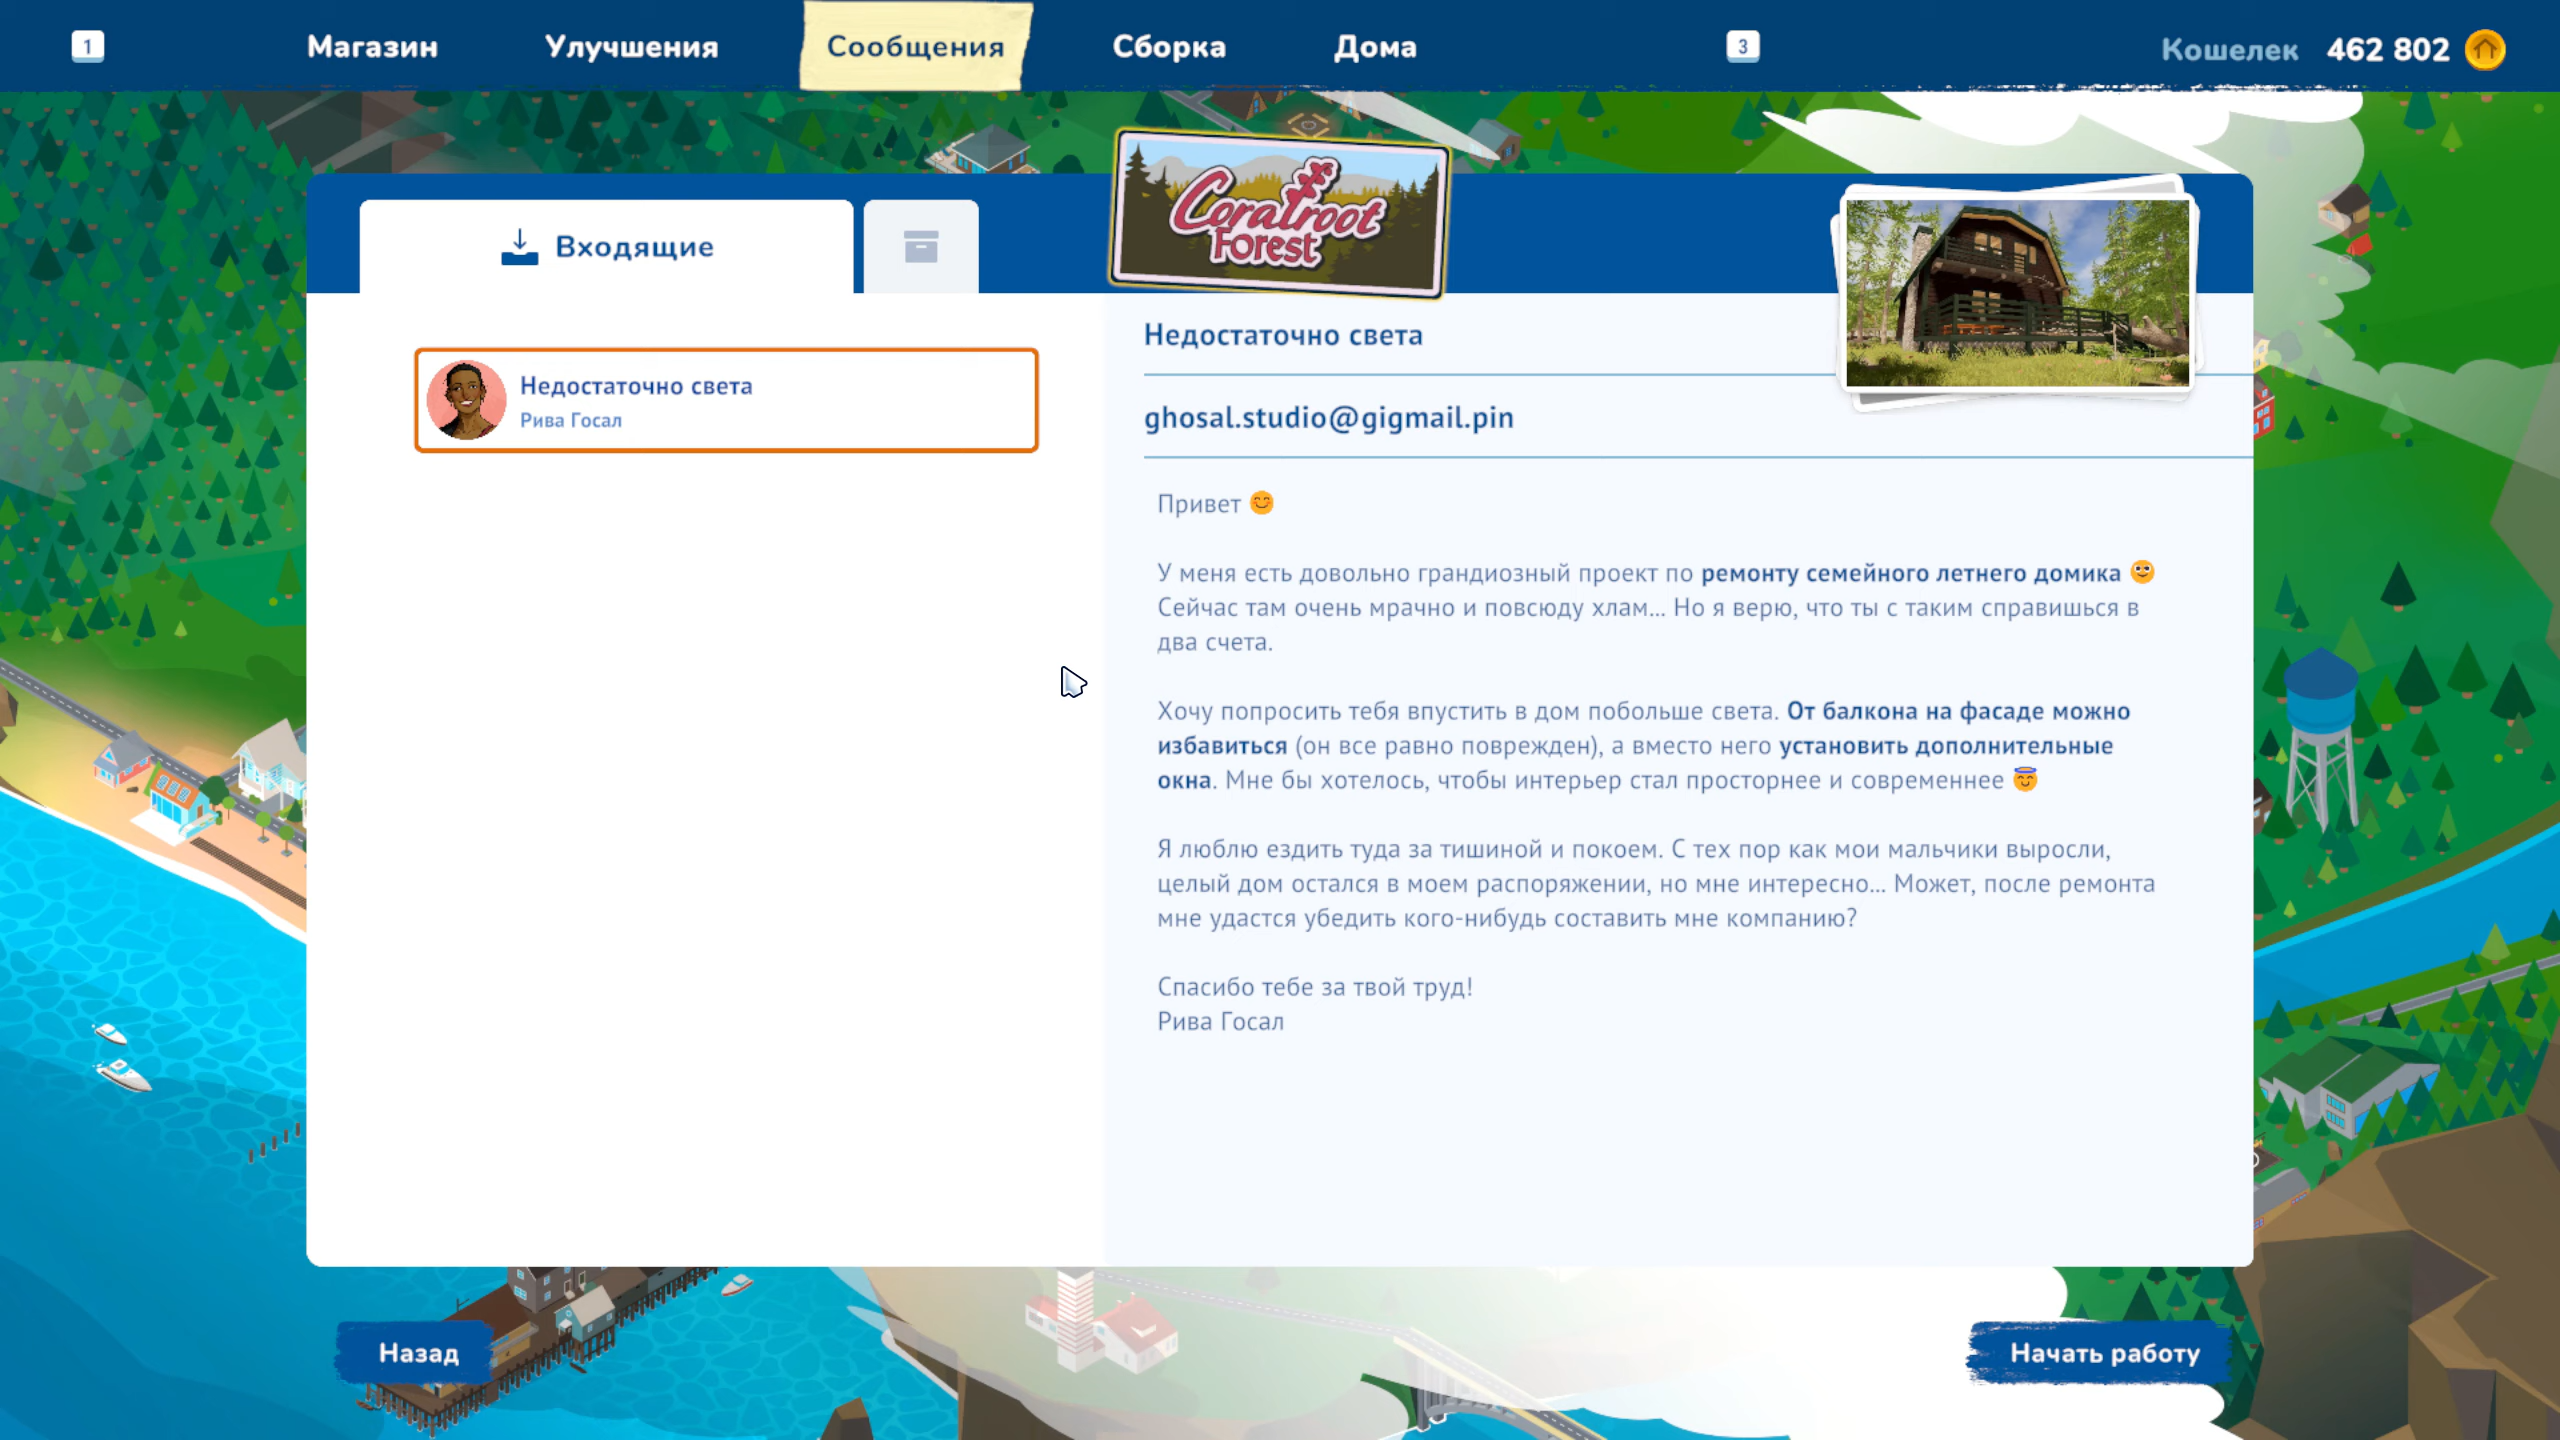 1
Магазин
Улучшения
Сообщения
Сборка
Дома
3
Кошелек 462 802
Входящие
Coralroot
Forest
Недостаточно света
Рива Госал
Недостаточно света
ghosal.studio@gigmail.pin
Привет 😊
У меня есть довольно грандиозный проект по ремонту семейного летнего домика 😎
Сейчас там очень мрачно и повсюду хлам... Но я верю, что ты с таким справишься в
два счета.
Хочу попросить тебя впустить в дом побольше света. От балкона на фасаде можно
избавиться (он все равно поврежден), а вместо него установить дополнительные
окна. Мне бы хотелось, чтобы интерьер стал просторнее и современнее 😇
Я люблю ездить туда за тишиной и покоем. С тех пор как мои мальчики выросли,
целый дом остался в моем распоряжении, но мне интересно... Может, после ремонта
мне удастся убедить кого-нибудь составить мне компанию?
Спасибо тебе за твой труд!
Рива Госал
Назад
Начать работу